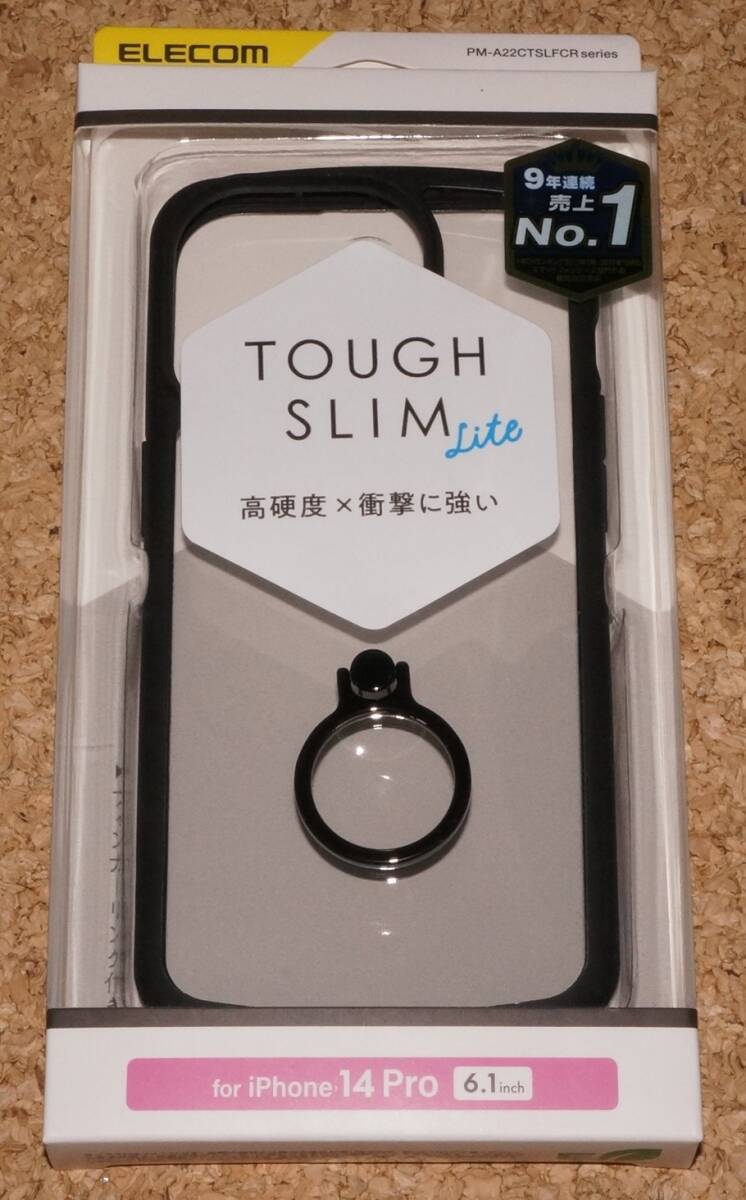 ELECOM
PM-A22CTSLFCR series
9年連続
売上
No.1
TOUGH
SLIM
Lite
高硬度×衝撃に強い
for iPhone 14 Pro 6.1inch